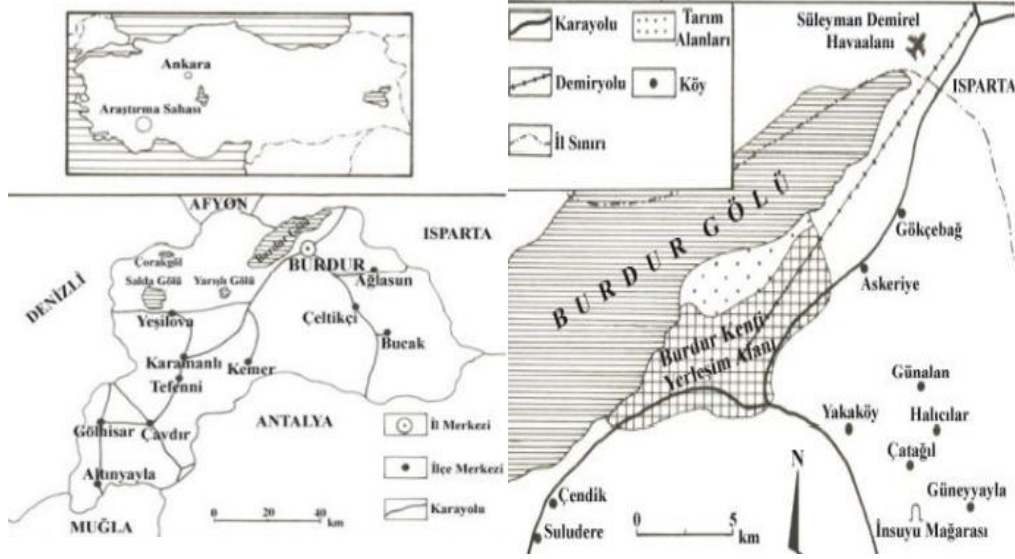 Ankara
Araştırma Sahası
AFYON
ISPARTA
DENİZLİ
Burdur Gölü
BURDUR
Çorakgöl
Salda Gölü
Yarışlı Gölü
Ağlasun
Çeltikçi
Yeşilova
Bucak
Karamanlı
Kemer
Tefenni
ANTALYA
Gölhisar
Çavdır
Altınyayla
MUĞLA
İl Merkezi
İlçe Merkezi
Karayolu
0 20 40
km
Karayolu
Tarım
Alanları
Demiryolu
Köy
İl Sınırı
Süleyman Demirel
Havaalanı
ISPARTA
BURDUR GÖLÜ
Gökçebağ
Askeriye
Burdur Kenti
Yerleşim Alanı
Günalan
Yakaköy
Halıcılar
Çatağıl
Güneyyayla
İnsuyu Mağarası
Çendik
Suludere
N
0 5
km